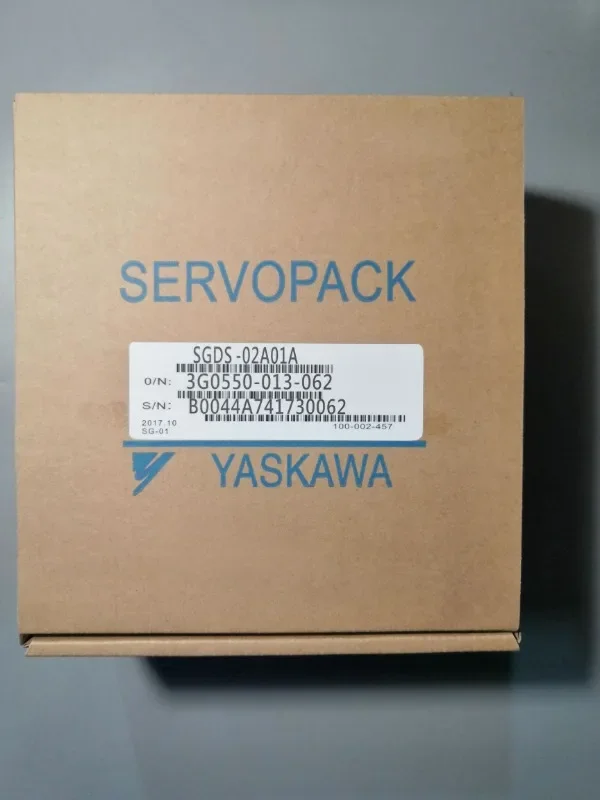 SERVOPACK
SGDS-02A01A
O/N: 3G0550-013-062
S/N: B0044A741730062
2017.10
SG-01
100-002-457
YASKAWA